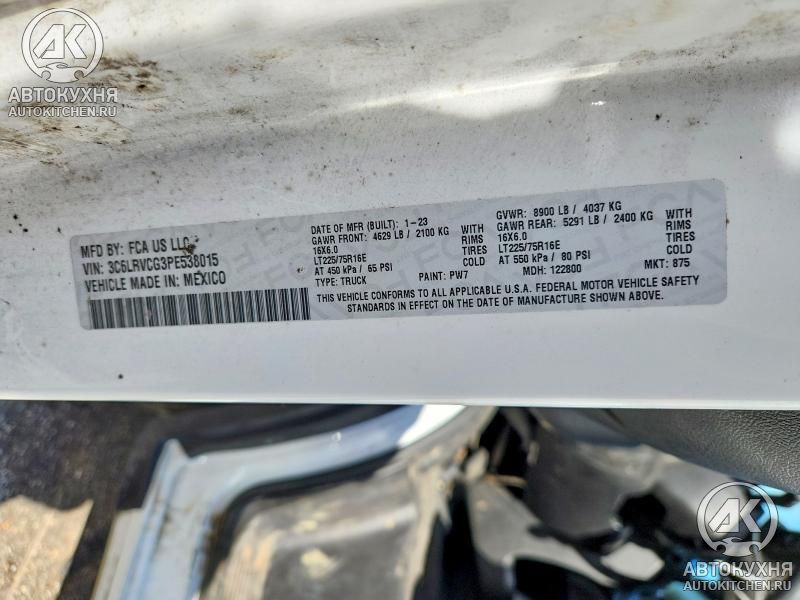 АК
АВТОКУХНЯ
AUTOKITCHEN.RU
MFD BY: FCA US LLC
VIN: 3C6LRVCG3PE538015
VEHICLE MADE IN: MEXICO
DATE OF MFR (BUILT): 1-23
GAWR FRONT: 4629 LB / 2100 KG WITH
16X6.0 RIMS
LT225/75R16E TIRES
AT 450 kPa / 65 PSI COLD
TYPE: TRUCK PAINT: PW7
GVWR: 8900 LB / 4037 KG
GAWR REAR: 5291 LB / 2400 KG WITH
16X6.0 RIMS
LT225/75R16E TIRES
AT 550 kPa / 80 PSI COLD
MDH: 122800 MKT: 875
THIS VEHICLE CONFORMS TO ALL APPLICABLE U.S.A. FEDERAL MOTOR VEHICLE SAFETY
STANDARDS IN EFFECT ON THE DATE OF MANUFACTURE SHOWN ABOVE.
АК
АВТОКУХНЯ
AUTOKITCHEN.RU